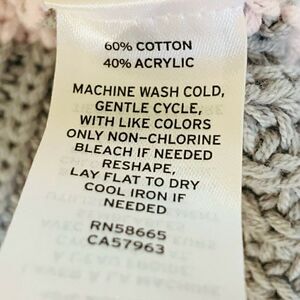 60% COTTON
40% ACRYLIC
MACHINE WASH COLD,
GENTLE CYCLE,
WITH LIKE COLORS
ONLY NON-CHLORINE
BLEACH IF NEEDED
RESHAPE,
LAY FLAT TO DRY
COOL IRON IF
NEEDED
RN58665
CA57963